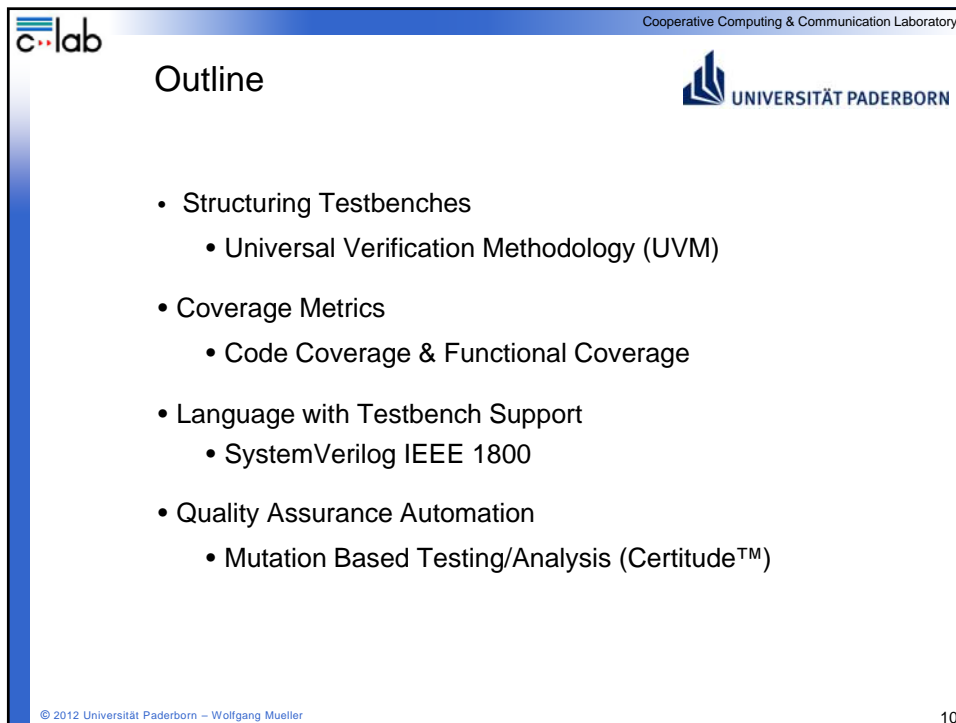 Cooperative Computing & Communication Laboratory
c lab
Outline
UNIVERSITÄT PADERBORN
• Structuring Testbenches
• Universal Verification Methodology (UVM)
• Coverage Metrics
• Code Coverage & Functional Coverage
• Language with Testbench Support
• SystemVerilog IEEE 1800
• Quality Assurance Automation
• Mutation Based Testing/Analysis (Certitude™)
© 2012 Universität Paderborn – Wolfgang Mueller
10